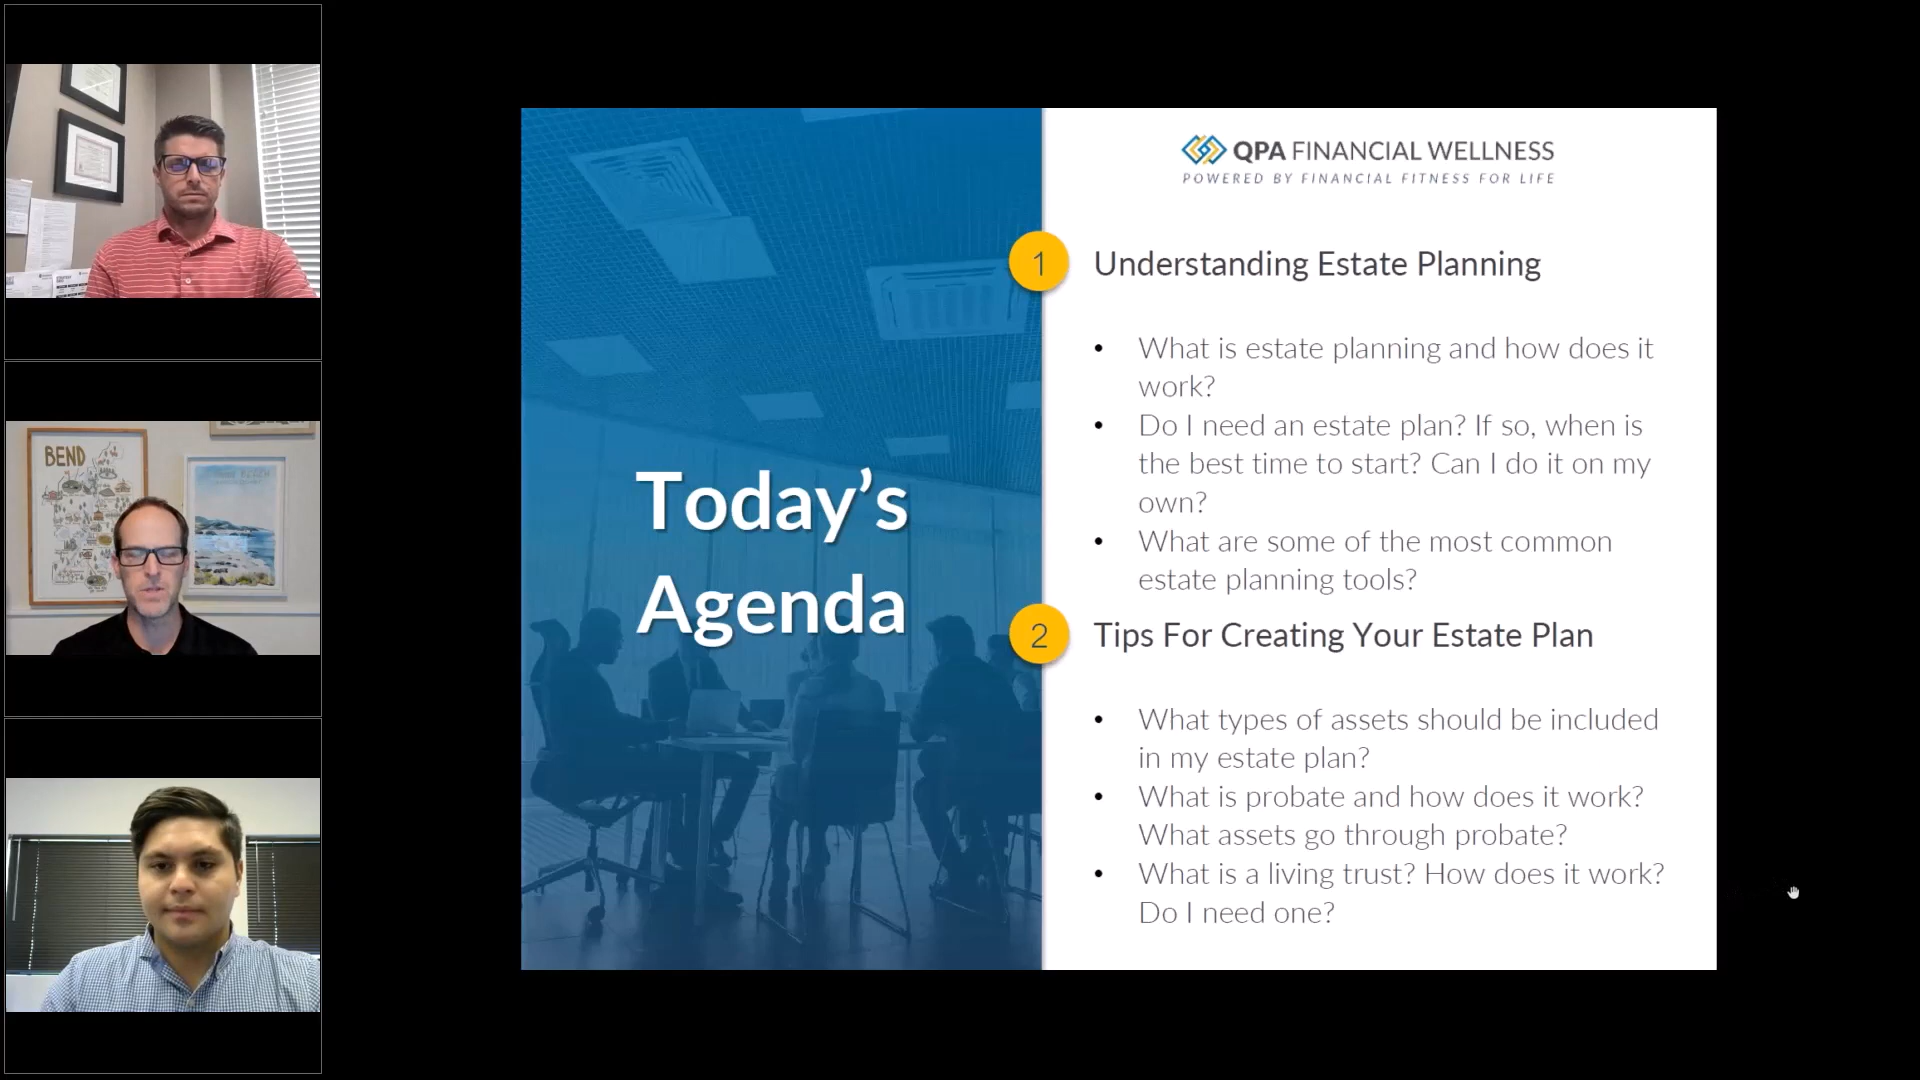 BEND
QPA FINANCIAL WELLNESS
POWERED BY FINANCIAL FITNESS FOR LIFE
Today’s
Agenda
1
Understanding Estate Planning
• What is estate planning and how does it
work?
• Do I need an estate plan? If so, when is
the best time to start? Can I do it on my
own?
• What are some of the most common
estate planning tools?
2
Tips For Creating Your Estate Plan
• What types of assets should be included
in my estate plan?
• What is probate and how does it work?
What assets go through probate?
• What is a living trust? How does it work?
Do I need one?